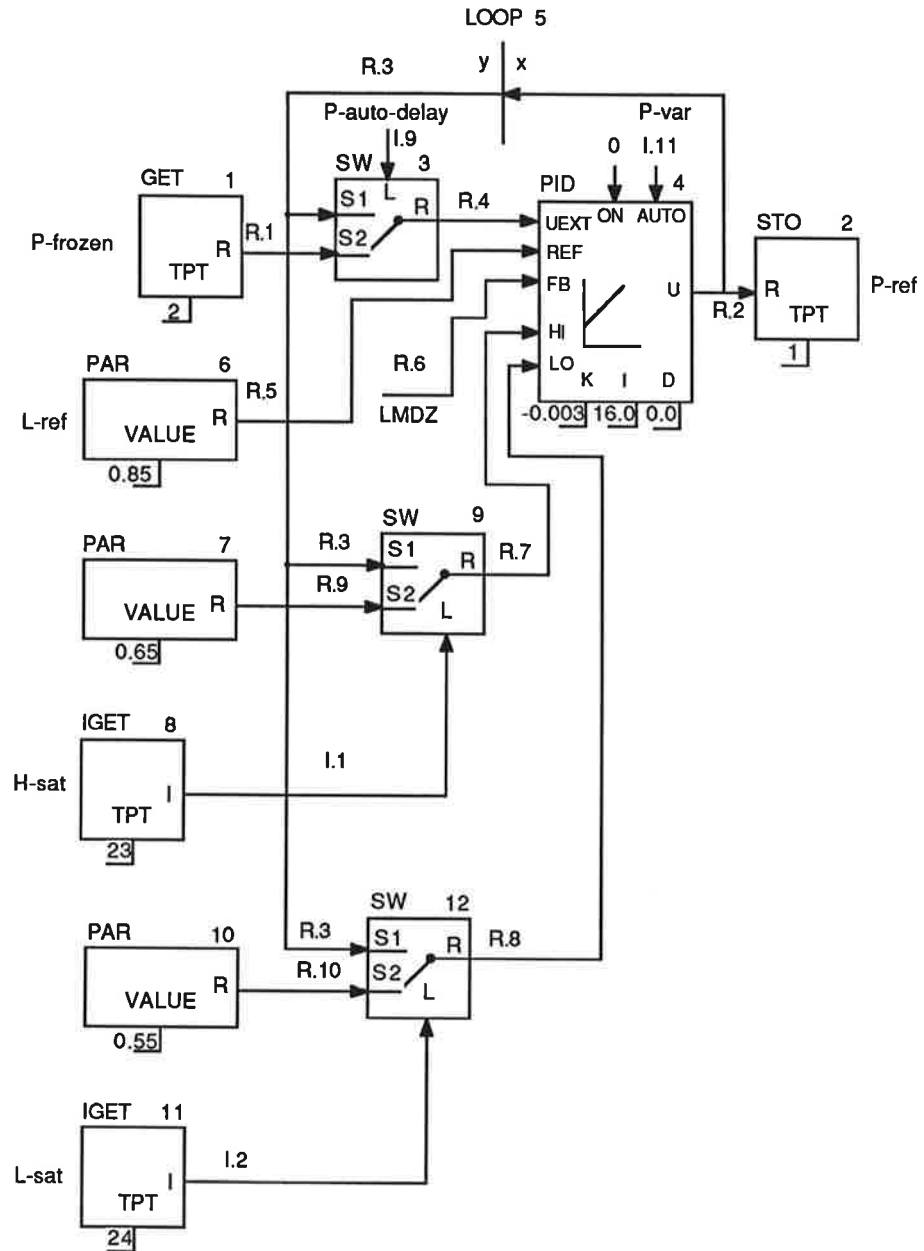 LOOP 5
R.3
y
x
P-auto-delay
P-var
I.9
0
I.11
GET
1
SW
3
PID
4
L
S1
R
R.4
UEXT
ON
AUTO
STO
2
P-frozen
R
R.1
S2
REF
TPT
FB
U
R
P-ref
2
R.2
TPT
HI
1
PAR
6
R.5
R.6
LO
K
I
D
L-ref
R
LMDZ
-0.003
16.0
0.0
VALUE
0.85
SW
9
PAR
7
R.3
S1
R
R.7
R.9
S2
R
VALUE
L
0.65
IGET
8
I.1
H-sat
I
TPT
23
SW
12
PAR
10
R.3
S1
R
R.8
R.10
S2
R
VALUE
L
0.55
IGET
11
I.2
L-sat
I
TPT
24